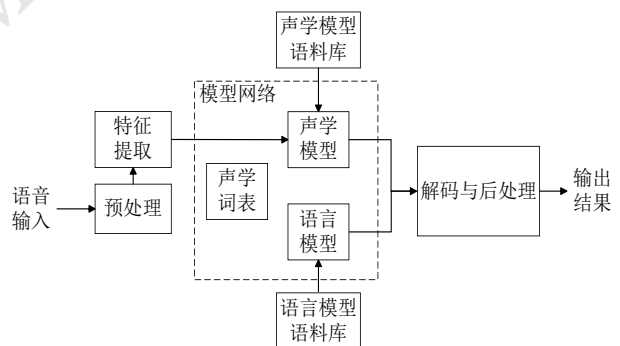 声学模型
语料库
模型网络
特征
提取
声学
模型
声学
词表
语音
输入
预处理
语言
模型
解码与后处理
输出
结果
语言模型
语料库